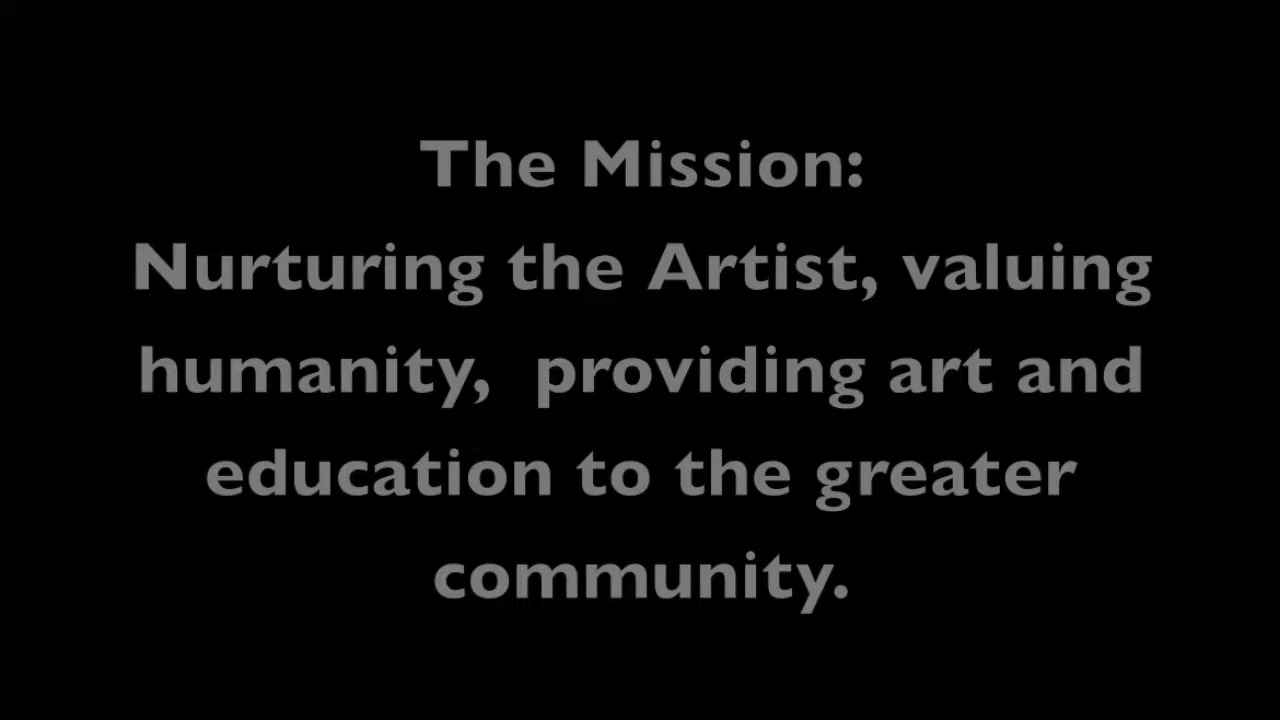 The Mission:
Nurturing the Artist, valuing
humanity,  providing art and
education to the greater
community.